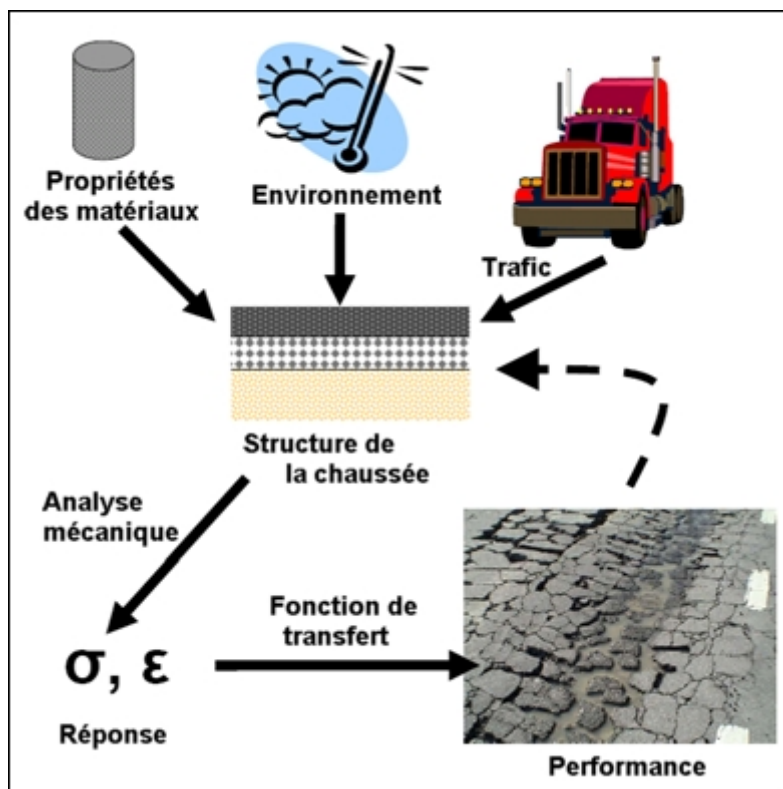 Propriétés
des matériaux
Environnement
Trafic
Structure de
la chaussée
Analyse
mécanique
Fonction de
transfert
σ, ε
Réponse
Performance